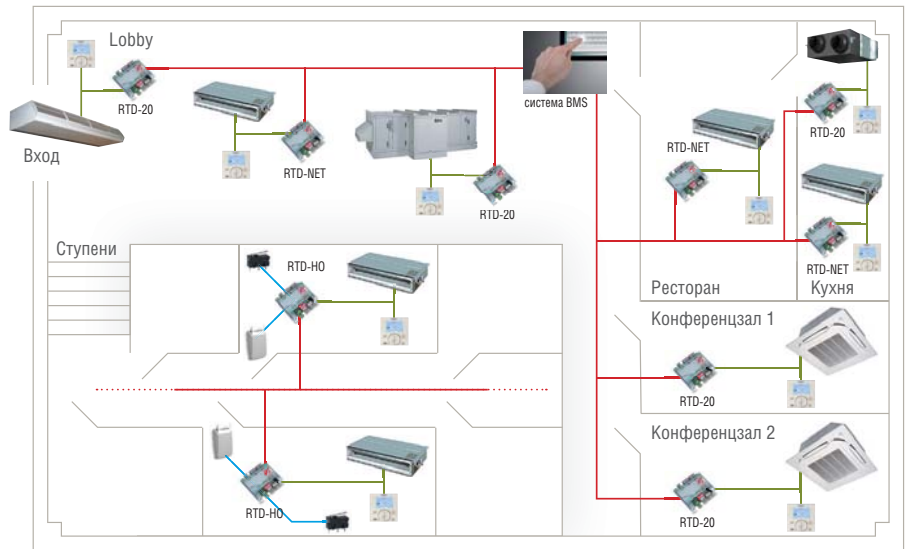 Lobby
RTD-20
Вход
RTD-NET
RTD-20
система BMS
RTD-20
RTD-NET
RTD-NET
Ресторан
Кухня
Ступени
RTD-HO
Конференцзал 1
RTD-20
Конференцзал 2
RTD-20
RTD-HO